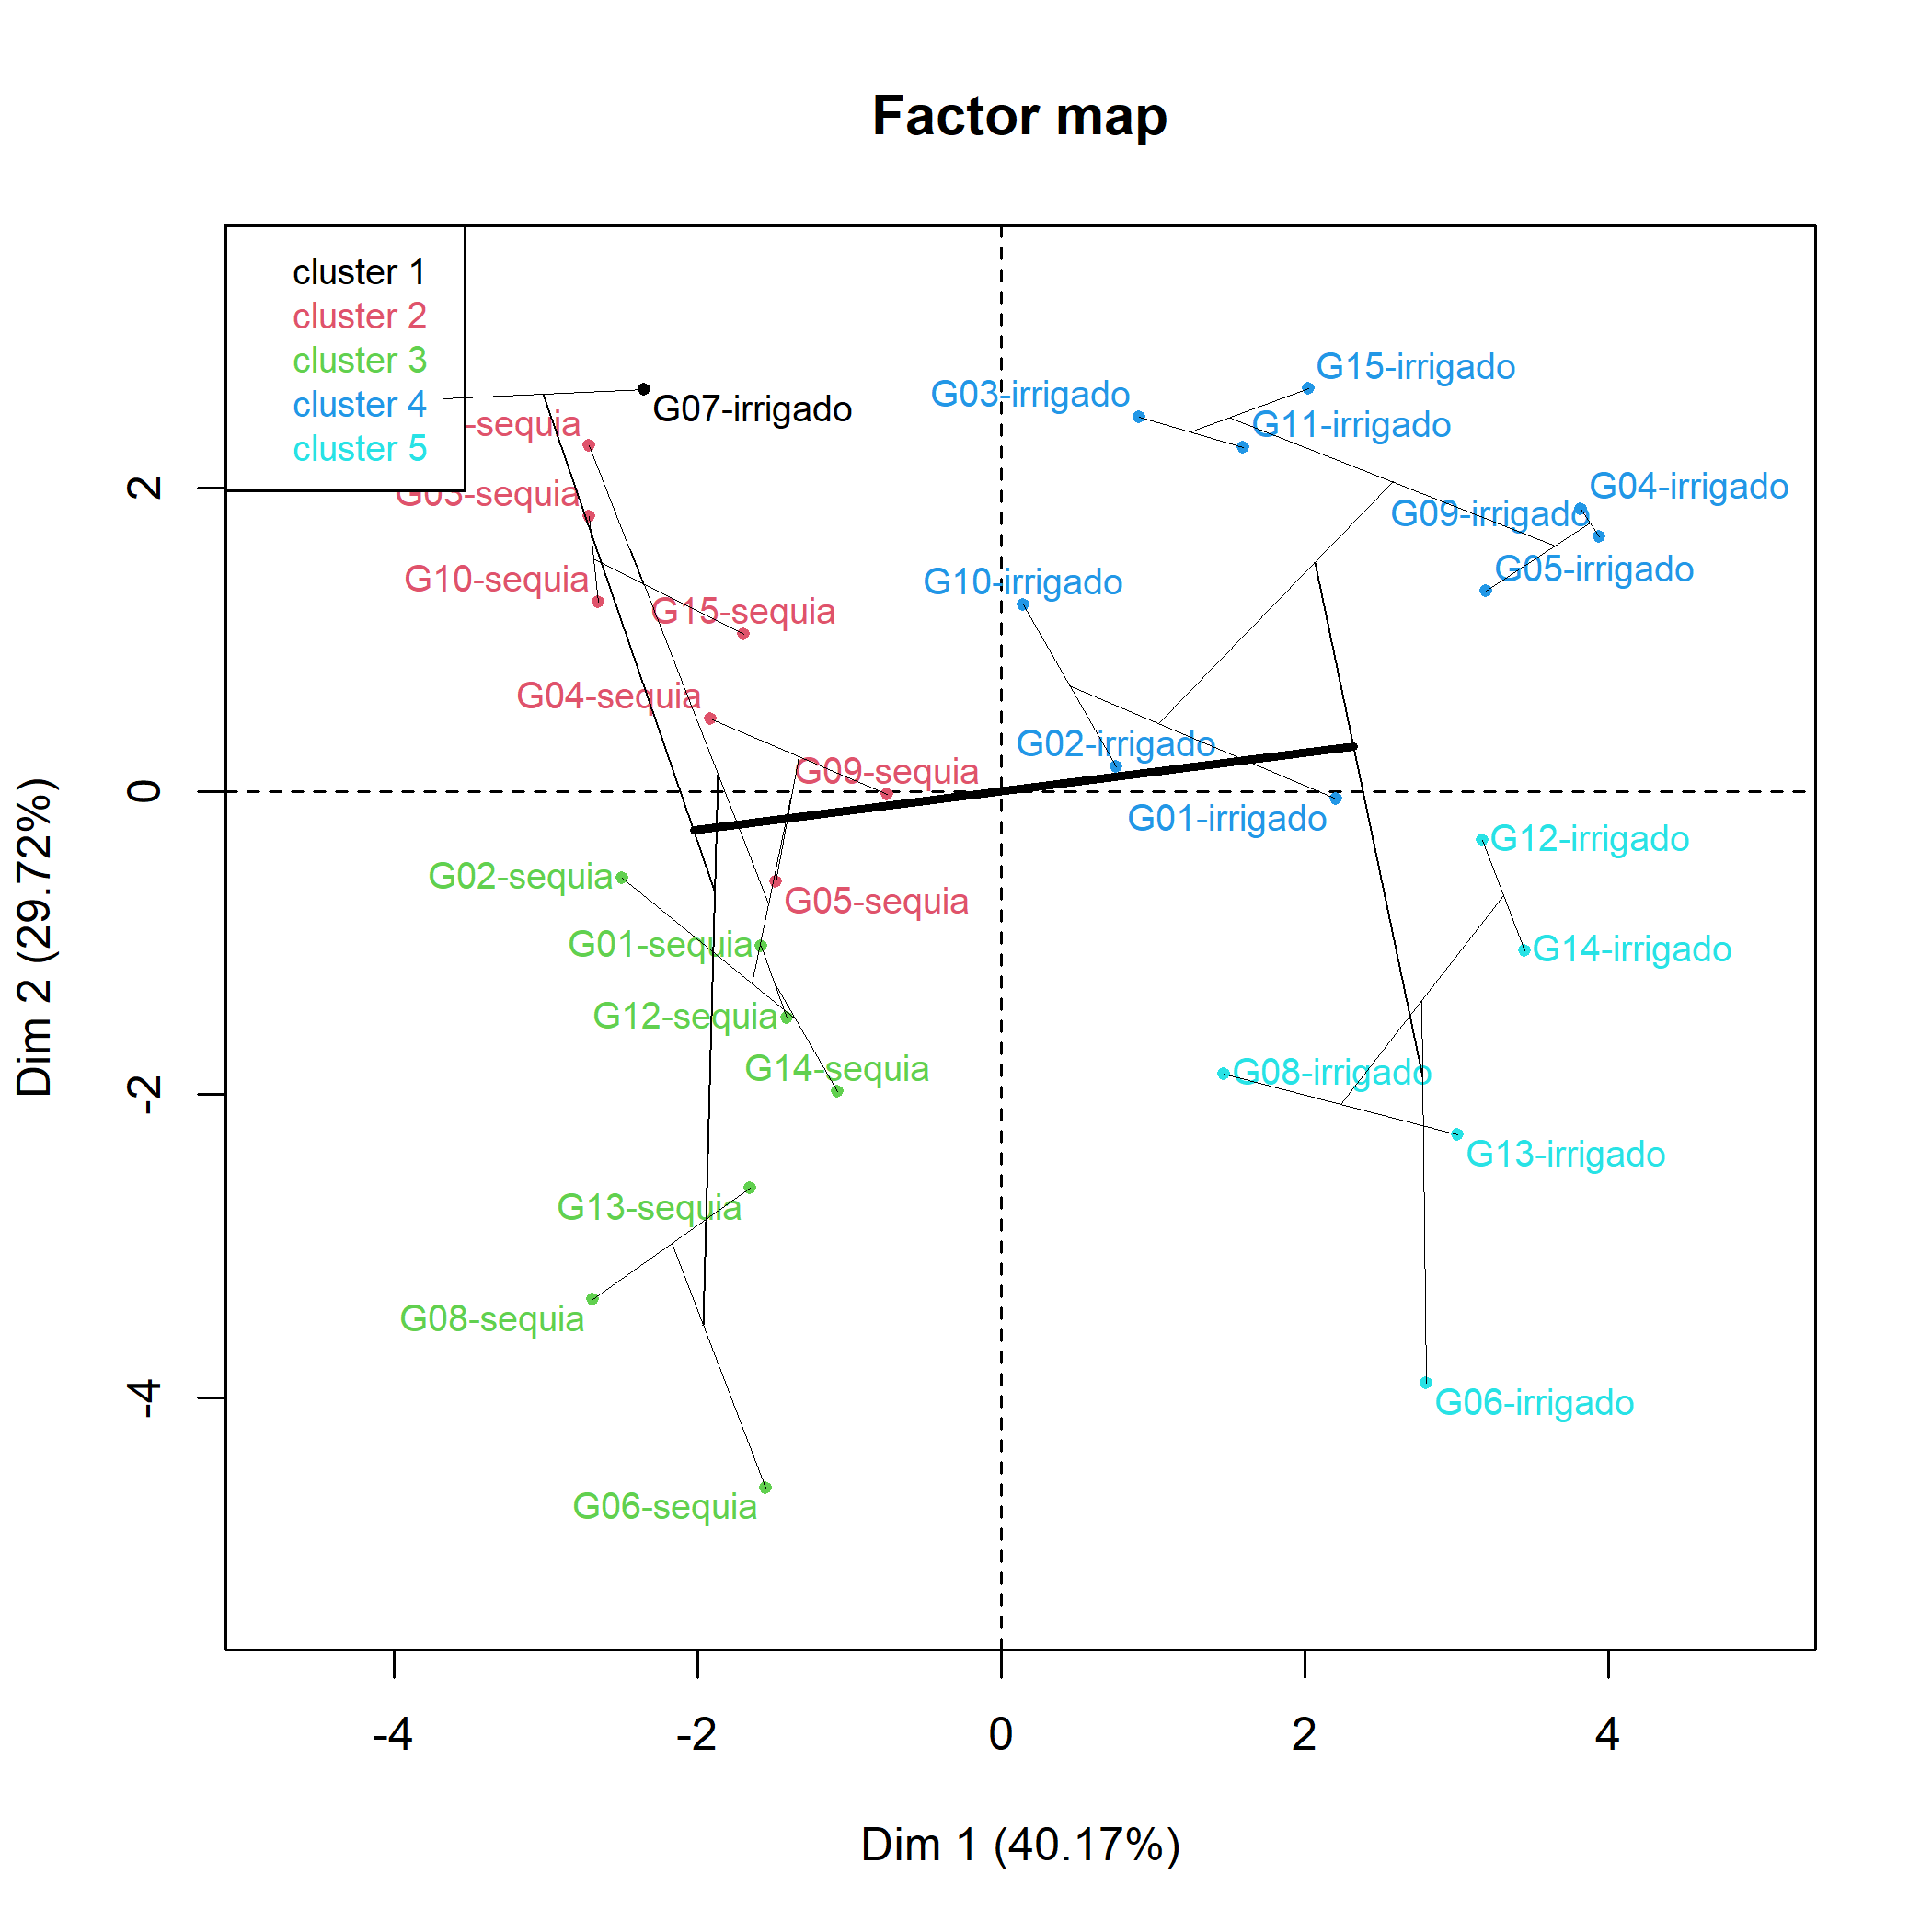 Factor map
cluster 1
cluster 2
cluster 3
cluster 4
cluster 5
G07-irrigado
-sequia
G03-sequia
G10-sequia
G15-sequia
G04-sequia
G09-sequia
G05-sequia
G02-sequia
G01-sequia
G12-sequia
G14-sequia
G13-sequia
G08-sequia
G06-sequia
G15-irrigado
G03-irrigado
G11-irrigado
G04-irrigado
G09-irrigado
G05-irrigado
G10-irrigado
G02-irrigado
G01-irrigado
G12-irrigado
G14-irrigado
G08-irrigado
G13-irrigado
G06-irrigado
2
0
-2
-4
Dim 2 (29.72%)
-4
-2
0
2
4
Dim 1 (40.17%)